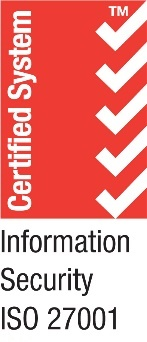 Certified System
TM
Information
Security
ISO 27001